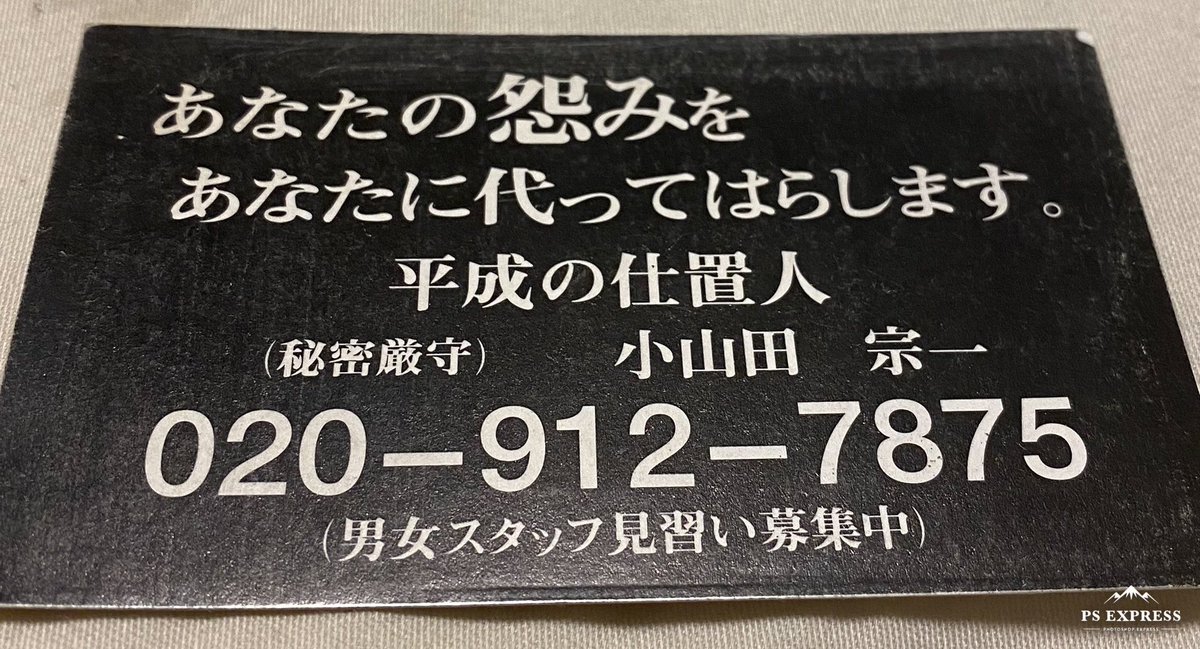 あなたの怨みを
あなたに代ってはらします。
平成の仕置人
(秘密厳守) 小山田 宗一
020-912-7875
(男女スタッフ見習い募集中)
PS EXPRESS
PHOTOSHOP EXPRESS